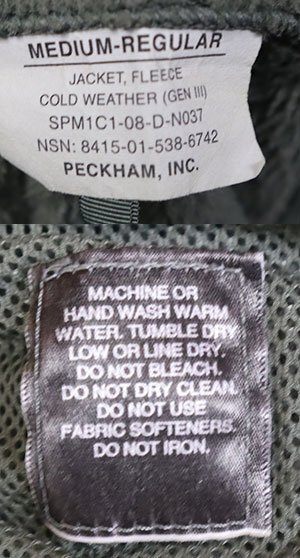 MEDIUM-REGULAR
JACKET, FLEECE
COLD WEATHER (GEN III)
SPM1C1-08-D-N037
NSN: 8415-01-538-6742
PECKHAM, INC.
MACHINE OR
HAND WASH WARM
WATER. TUMBLE DRY
LOW OR LINE DRY.
DO NOT BLEACH.
DO NOT DRY CLEAN.
DO NOT USE
FABRIC SOFTENERS.
DO NOT IRON.